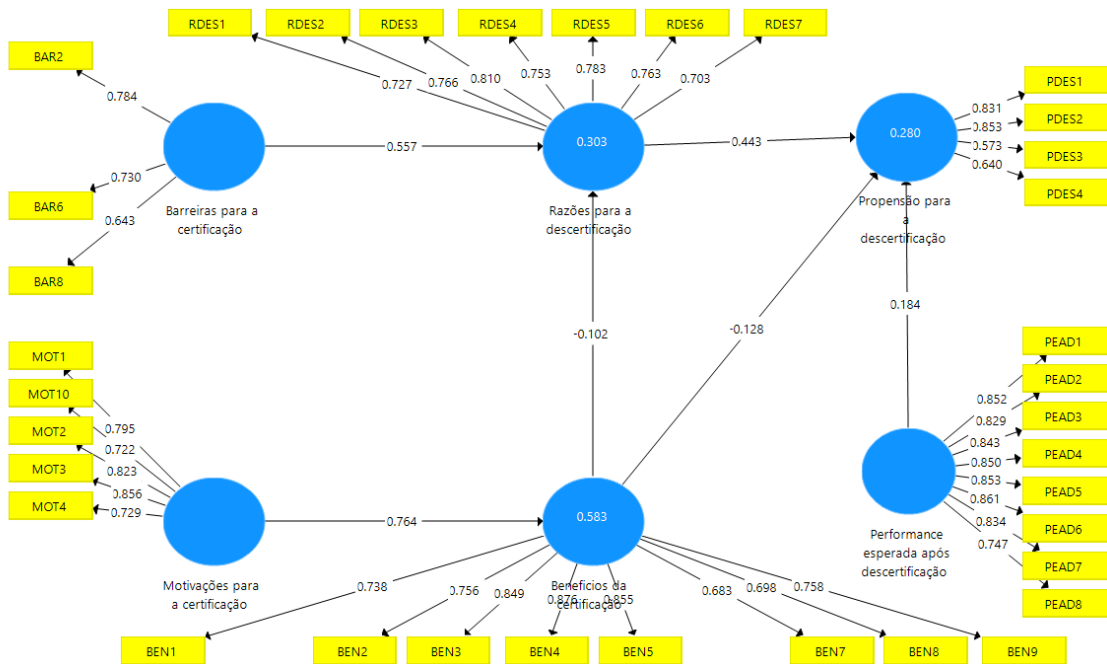 RDES1
RDES2
RDES3
RDES4
RDES5
RDES6
RDES7
0.727
0.766
0.810
0.753
0.783
0.763
0.703
BAR2
0.784
BAR6
0.730
0.643
BAR8
Barreiras para a
certificação
0.557
0.303
Razões para a
descertificação
0.443
0.280
Propensão para
a
descertificação
0.831
0.853
0.573
0.640
PDES1
PDES2
PDES3
PDES4
-0.102
-0.128
0.184
MOT1
MOT10
MOT2
MOT3
MOT4
0.795
0.722
0.823
0.856
0.729
Motivações para
a certificação
0.764
0.583
Benefícios da
certificação
0.738
0.756
0.849
0.876
0.855
0.683
0.698
0.758
BEN1
BEN2
BEN3
BEN4
BEN5
BEN7
BEN8
BEN9
Performance
esperada após
descertificação
0.852
0.829
0.843
0.850
0.853
0.861
0.834
0.747
PEAD1
PEAD2
PEAD3
PEAD4
PEAD5
PEAD6
PEAD7
PEAD8